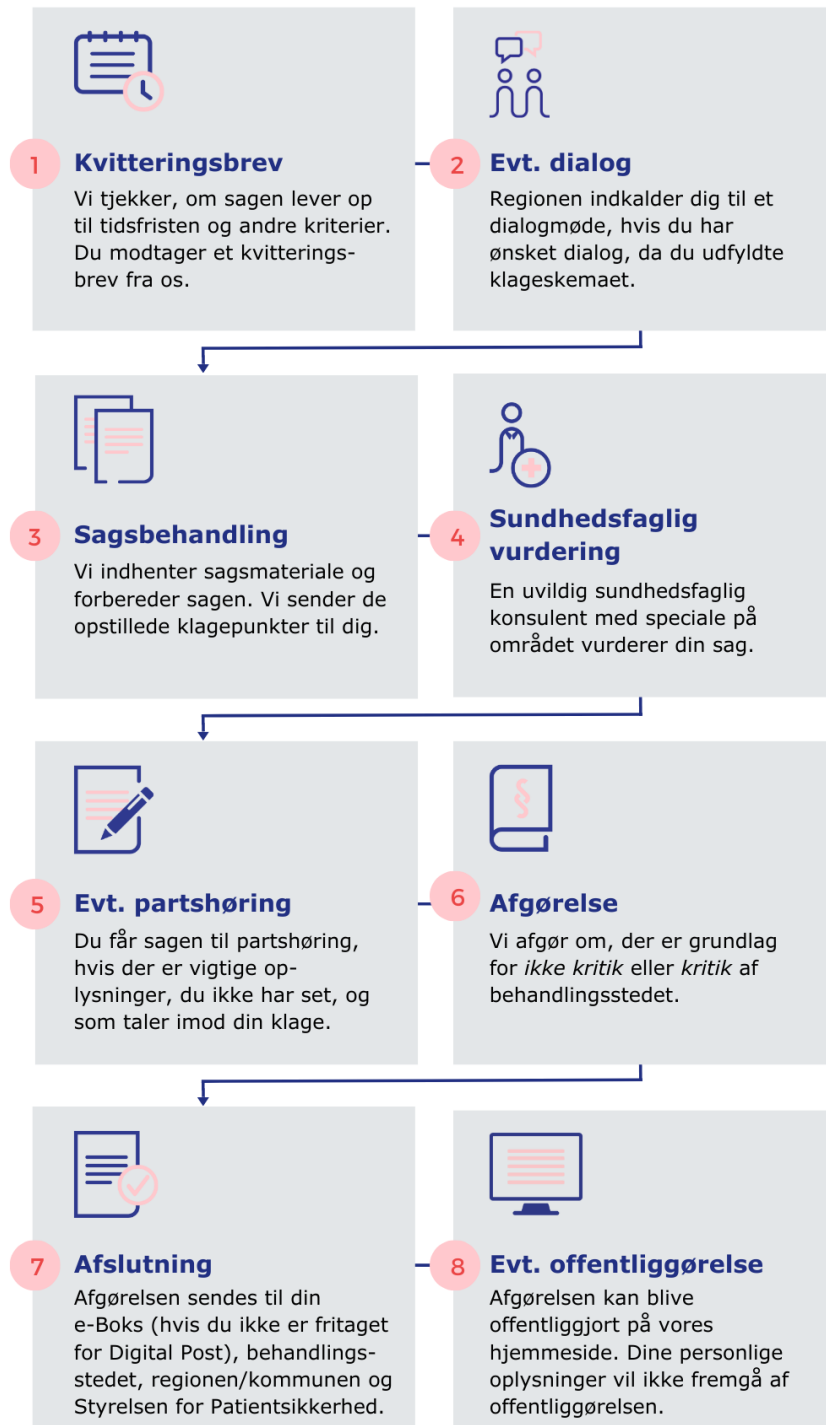 1
Kvitteringsbrev
Vi tjekker, om sagen lever op
til tidsfristen og andre kriterier.
Du modtager et kvitterings-
brev fra os.
2
Evt. dialog
Regionen indkalder dig til et
dialogmøde, hvis du har
ønsket dialog, da du udfyldte
klageskemaet.
3
Sagsbehandling
Vi indhenter sagsmateriale og
forbereder sagen. Vi sender de
opstillede klagepunkter til dig.
4
Sundhedsfaglig
vurdering
En uvildig sundhedsfaglig
konsulent med speciale på
området vurderer din sag.
5
Evt. partshøring
Du får sagen til partshøring,
hvis der er vigtige op-
lysninger, du ikke har set, og
som taler imod din klage.
§
6
Afgørelse
Vi afgør om, der er grundlag
for ikke kritik eller kritik af
behandlingsstedet.
7
Afslutning
Afgørelsen sendes til din
e-Boks (hvis du ikke er fritaget
for Digital Post), behandlings-
stedet, regionen/kommunen og
Styrelsen for Patientsikkerhed.
8
Evt. offentliggørelse
Afgørelsen kan blive
offentliggjort på vores
hjemmeside. Dine personlige
oplysninger vil ikke fremgå af
offentliggørelsen.